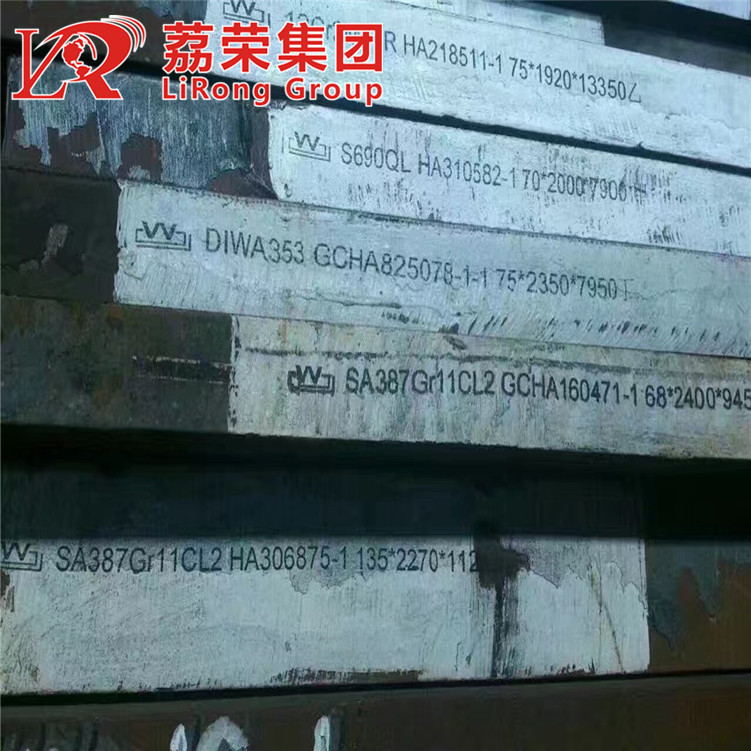 荔荣集团
LiRong Group
HA218511-1 75*1920*13350
S690QL HA310582-1 70*2000*7900
DIWA353 GCHA825078-1-1 75*2350*7950
SA387Gr11CL2 GCHA160471-1 68*2400*945
SA387Gr11CL2 HA306875-1 135*2270*112